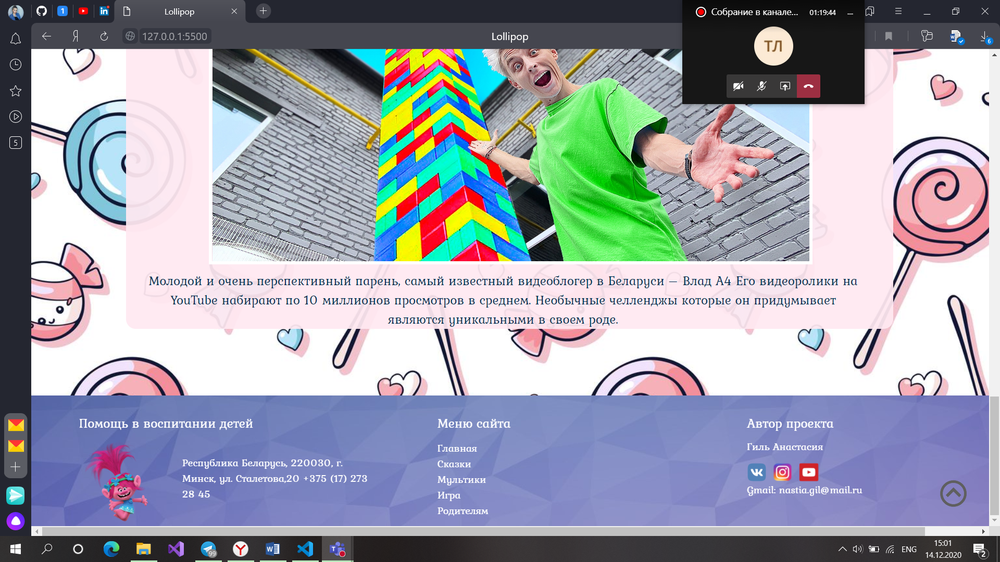 1
Lollipop
Собрание в канале...
01:19:44
127.0.0.1:5500
Lollipop
ТЛ
6
5
Молодой и очень перспективный парень, самый известный видеоблогер в Беларуси – Влад А4 Его видеоролики на
YouTube набирают по 10 миллионов просмотров в среднем. Необычные челленджы которые он придумывает
являются уникальными в своем роде.
Помощь в воспитании детей
Республика Беларусь, 220030, г.
Минск, ул. Сталетова,20 +375 (17) 273
28 45
Меню сайта
Главная
Сказки
Мультики
Игра
Родителям
Автор проекта
Гиль Анастасия
Gmail: nastia.gil@mail.ru
99
ENG
15:01
14.12.2020
2